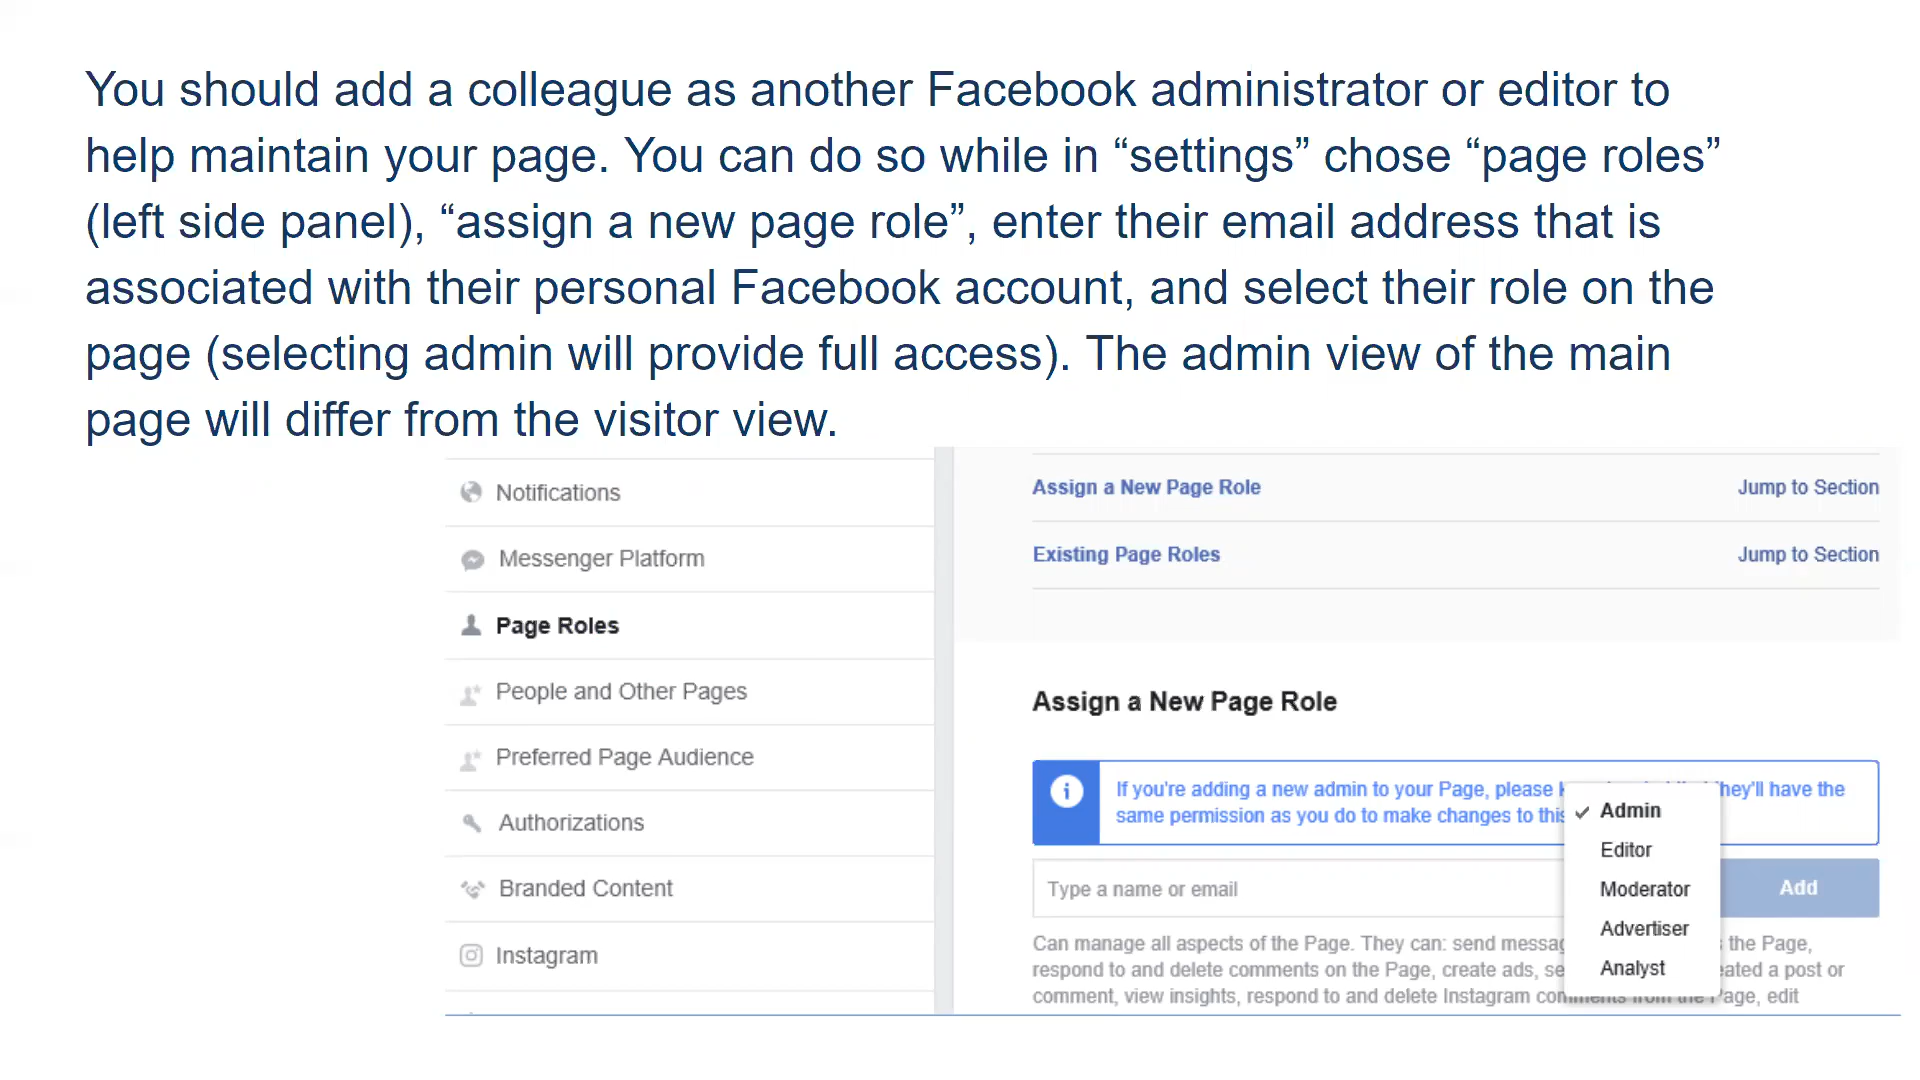 You should add a colleague as another Facebook administrator or editor to
help maintain your page. You can do so while in “settings” chose “page roles”
(left side panel), “assign a new page role”, enter their email address that is
associated with their personal Facebook account, and select their role on the
page (selecting admin will provide full access). The admin view of the main
page will differ from the visitor view.
Notifications
Messenger Platform
Page Roles
People and Other Pages
Preferred Page Audience
Authorizations
Branded Content
Instagram
Assign a New Page Role Jump to Section
Existing Page Roles Jump to Section
Assign a New Page Role
If you're adding a new admin to your Page, please they'll have the
same permission as you do to make changes to this
Type a name or email
Admin
Editor
Moderator
Advertiser
Analyst
Add
Can manage all aspects of the Page. They can: send the Page,
respond to and delete comments on the Page, create ads, a post or
comment, view insights, respond to and delete Instagram comments from the Page, edit